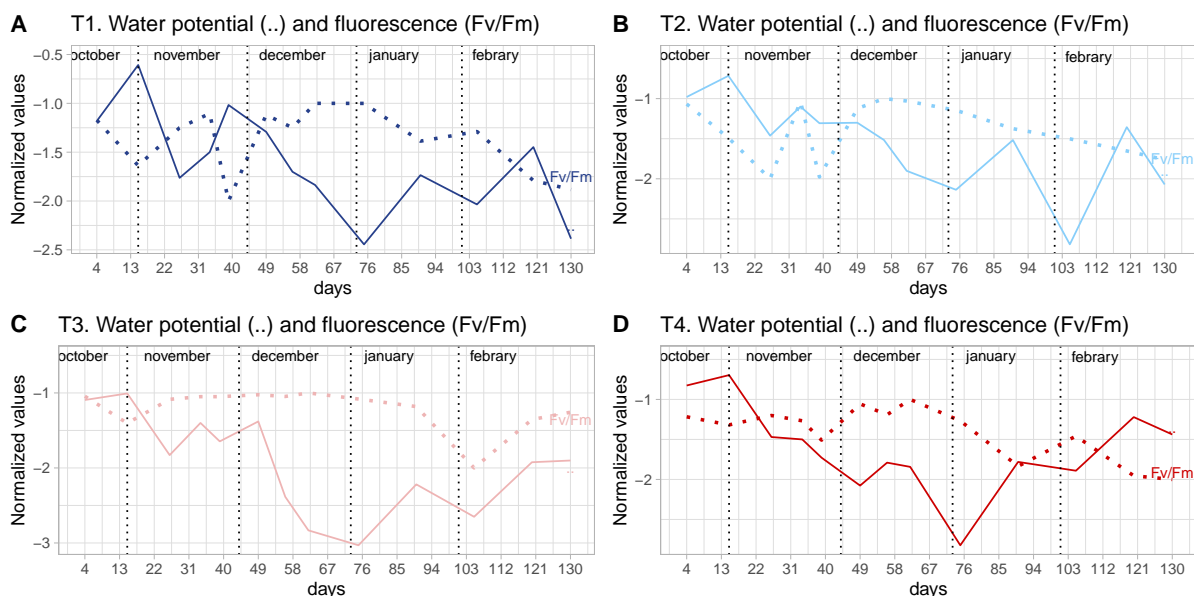 A T1. Water potential (..) and fluorescence (Fv/Fm)
october november december january febrary
−0.5
−1.0
−1.5
−2.0
−2.5
Normalized values
Fv/Fm
..
4 13 22 31 40 49 58 67 76 85 94 103 112 121 130
days
B T2. Water potential (..) and fluorescence (Fv/Fm)
october november december january febrary
−1
−2
Normalized values
Fv/Fm
..
4 13 22 31 40 49 58 67 76 85 94 103 112 121 130
days
C T3. Water potential (..) and fluorescence (Fv/Fm)
october november december january febrary
−1
−2
−3
Normalized values
Fv/Fm
..
4 13 22 31 40 49 58 67 76 85 94 103 112 121 130
days
D T4. Water potential (..) and fluorescence (Fv/Fm)
october november december january febrary
−1
−2
Normalized values
..
Fv/Fm
4 13 22 31 40 49 58 67 76 85 94 103 112 121 130
days